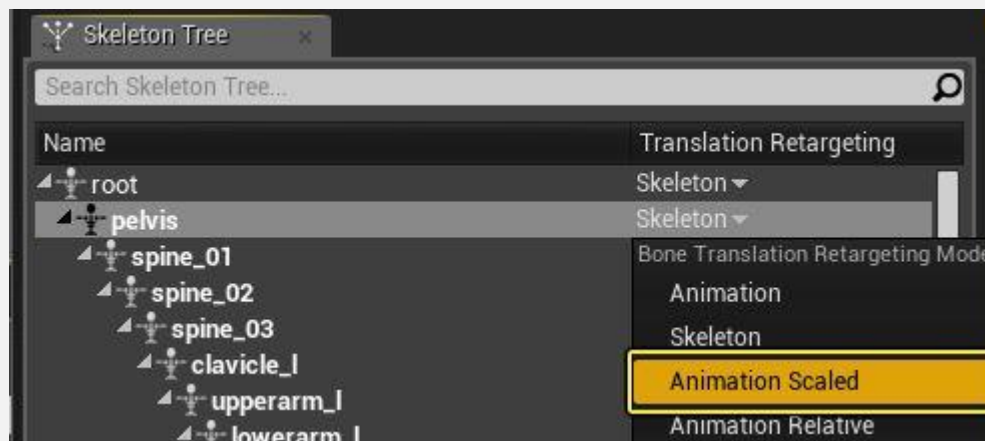 Skeleton Tree
Search Skeleton Tree...
Name Translation Retargeting
root Skeleton
pelvis Skeleton
spine_01 Bone Translation Retargeting Mode
spine_02 Animation
spine_03 Skeleton
clavicle_l Animation Scaled
upperarm_l
lowerarm_l Animation Relative